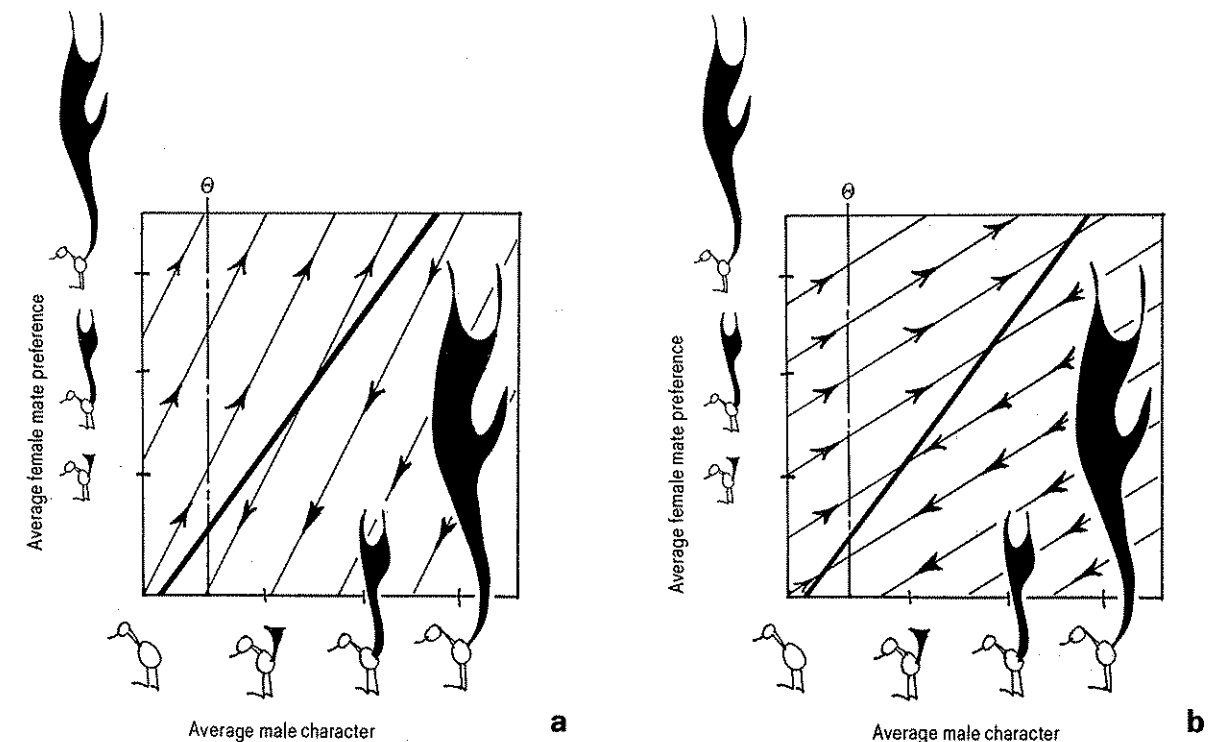 Θ
Average female mate preference
Average male character
a
Θ
Average female mate preference
Average male character
b